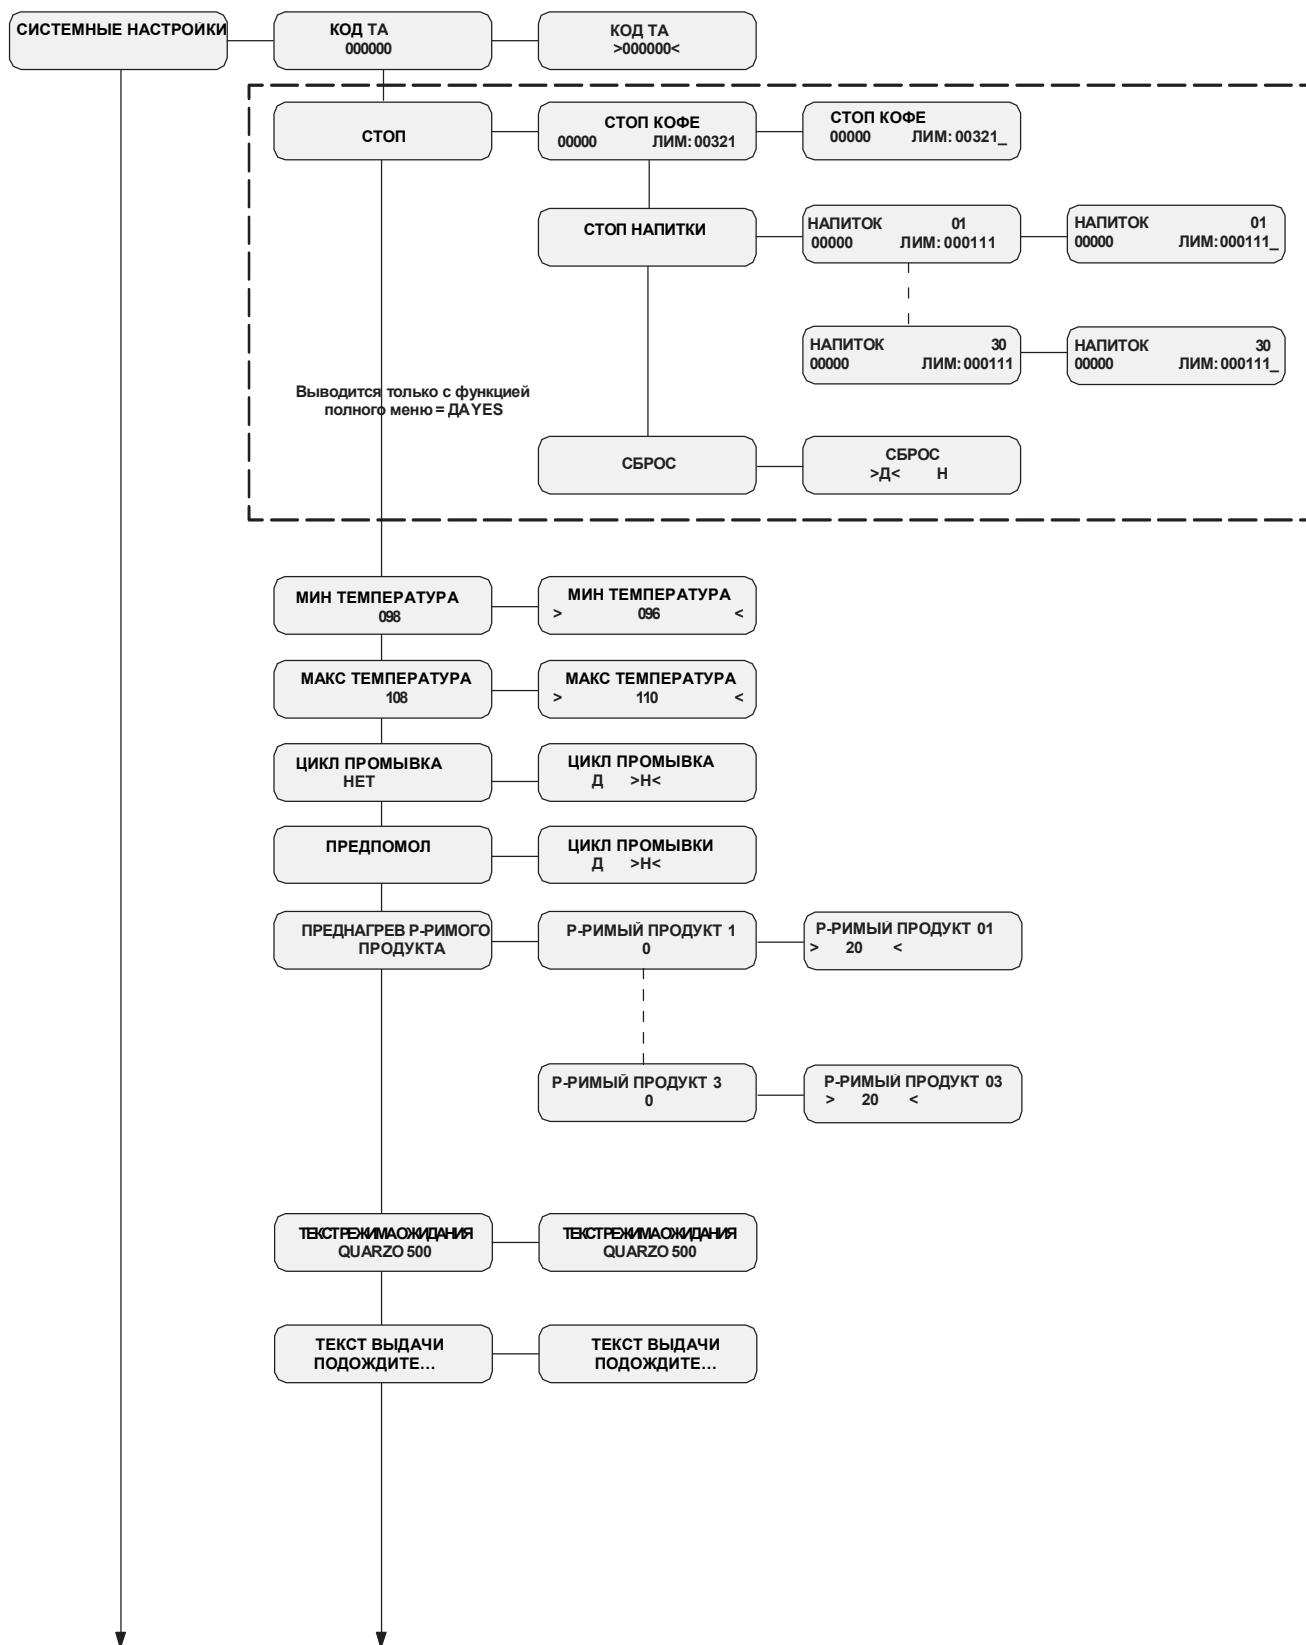 СИСТЕМНЫЕ НАСТРОЙКИ
КОД ТА
000000
КОД ТА
>000000<
СТОП
СТОП КОФЕ
00000 ЛИМ: 00321
СТОП КОФЕ
00000 ЛИМ: 00321_
СТОП НАПИТКИ
НАПИТОК 01
00000 ЛИМ: 000111
НАПИТОК 01
00000 ЛИМ: 000111_
НАПИТОК 30
00000 ЛИМ: 000111
НАПИТОК 30
00000 ЛИМ: 000111_
Выводится только с функцией
полного меню = ДАYES
СБРОС
СБРОС
>Д< Н
МИН ТЕМПЕРАТУРА
098
МИН ТЕМПЕРАТУРА
> 096 <
МАКС ТЕМПЕРАТУРА
108
МАКС ТЕМПЕРАТУРА
> 110 <
ЦИКЛ ПРОМЫВКА
НЕТ
ЦИКЛ ПРОМЫВКА
Д >Н<
ПРЕДПОМОЛ
ЦИКЛ ПРОМЫВКИ
Д >Н<
ПРЕДНАГРЕВ Р-РИМОГО
ПРОДУКТА
Р-РИМЫЙ ПРОДУКТ 1
0
Р-РИМЫЙ ПРОДУКТ 01
> 20 <
Р-РИМЫЙ ПРОДУКТ 3
0
Р-РИМЫЙ ПРОДУКТ 03
> 20 <
ТЕКСТ РЕЖИМА ОЖИДАНИЯ
QUARZO 500
ТЕКСТ РЕЖИМА ОЖИДАНИЯ
QUARZO 500
ТЕКСТ ВЫДАЧИ
ПОДОЖДИТЕ...
ТЕКСТ ВЫДАЧИ
ПОДОЖДИТЕ...